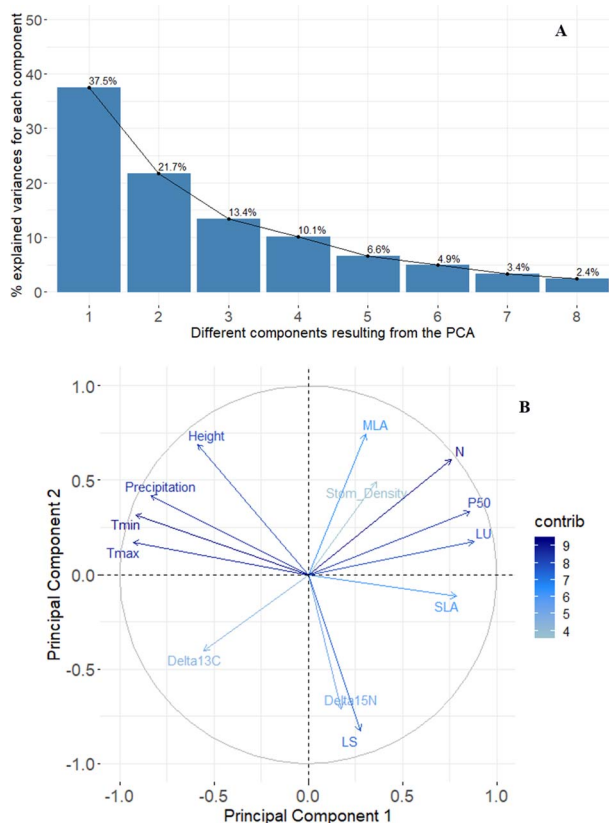 A
% explained variances for each component
50
40
30
20
10
0
37.5%
21.7%
13.4%
10.1%
6.6%
4.9%
3.4%
2.4%
1 2 3 4 5 6 7 8
Different components resulting from the PCA
B
Principal Component 2
1.0
0.5
0.0
-0.5
-1.0
Height
MLA
N
Precipitation
Stom_Density
P50
Tmin
LU
Tmax
SLA
Delta13C
Delta15N
LS
-1.0 -0.5 0.0 0.5 1.0
Principal Component 1
contrib
9
8
7
6
5
4